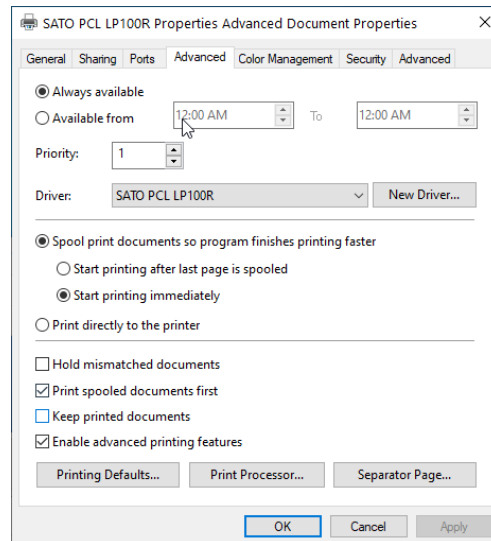 SATO PCL LP100R Properties Advanced Document Properties
General Sharing Ports Advanced Color Management Security Advanced
Always available
Available from 12:00 AM To 12:00 AM
Priority: 1
Driver: SATO PCL LP100R New Driver...
Spool print documents so program finishes printing faster
Start printing after last page is spooled
Start printing immediately
Print directly to the printer
Hold mismatched documents
Print spooled documents first
Keep printed documents
Enable advanced printing features
Printing Defaults... Print Processor... Separator Page...
OK Cancel Apply